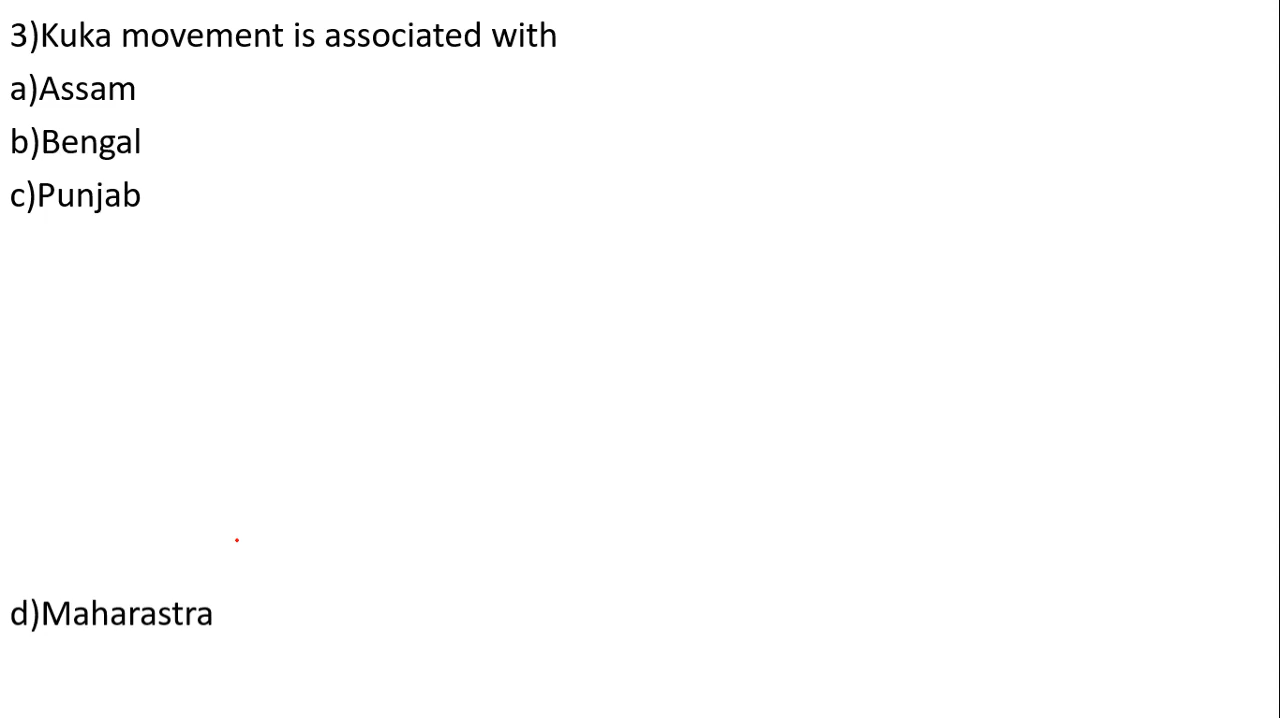 3)Kuka movement is associated with
a)Assam
b)Bengal
c)Punjab
d)Maharastra